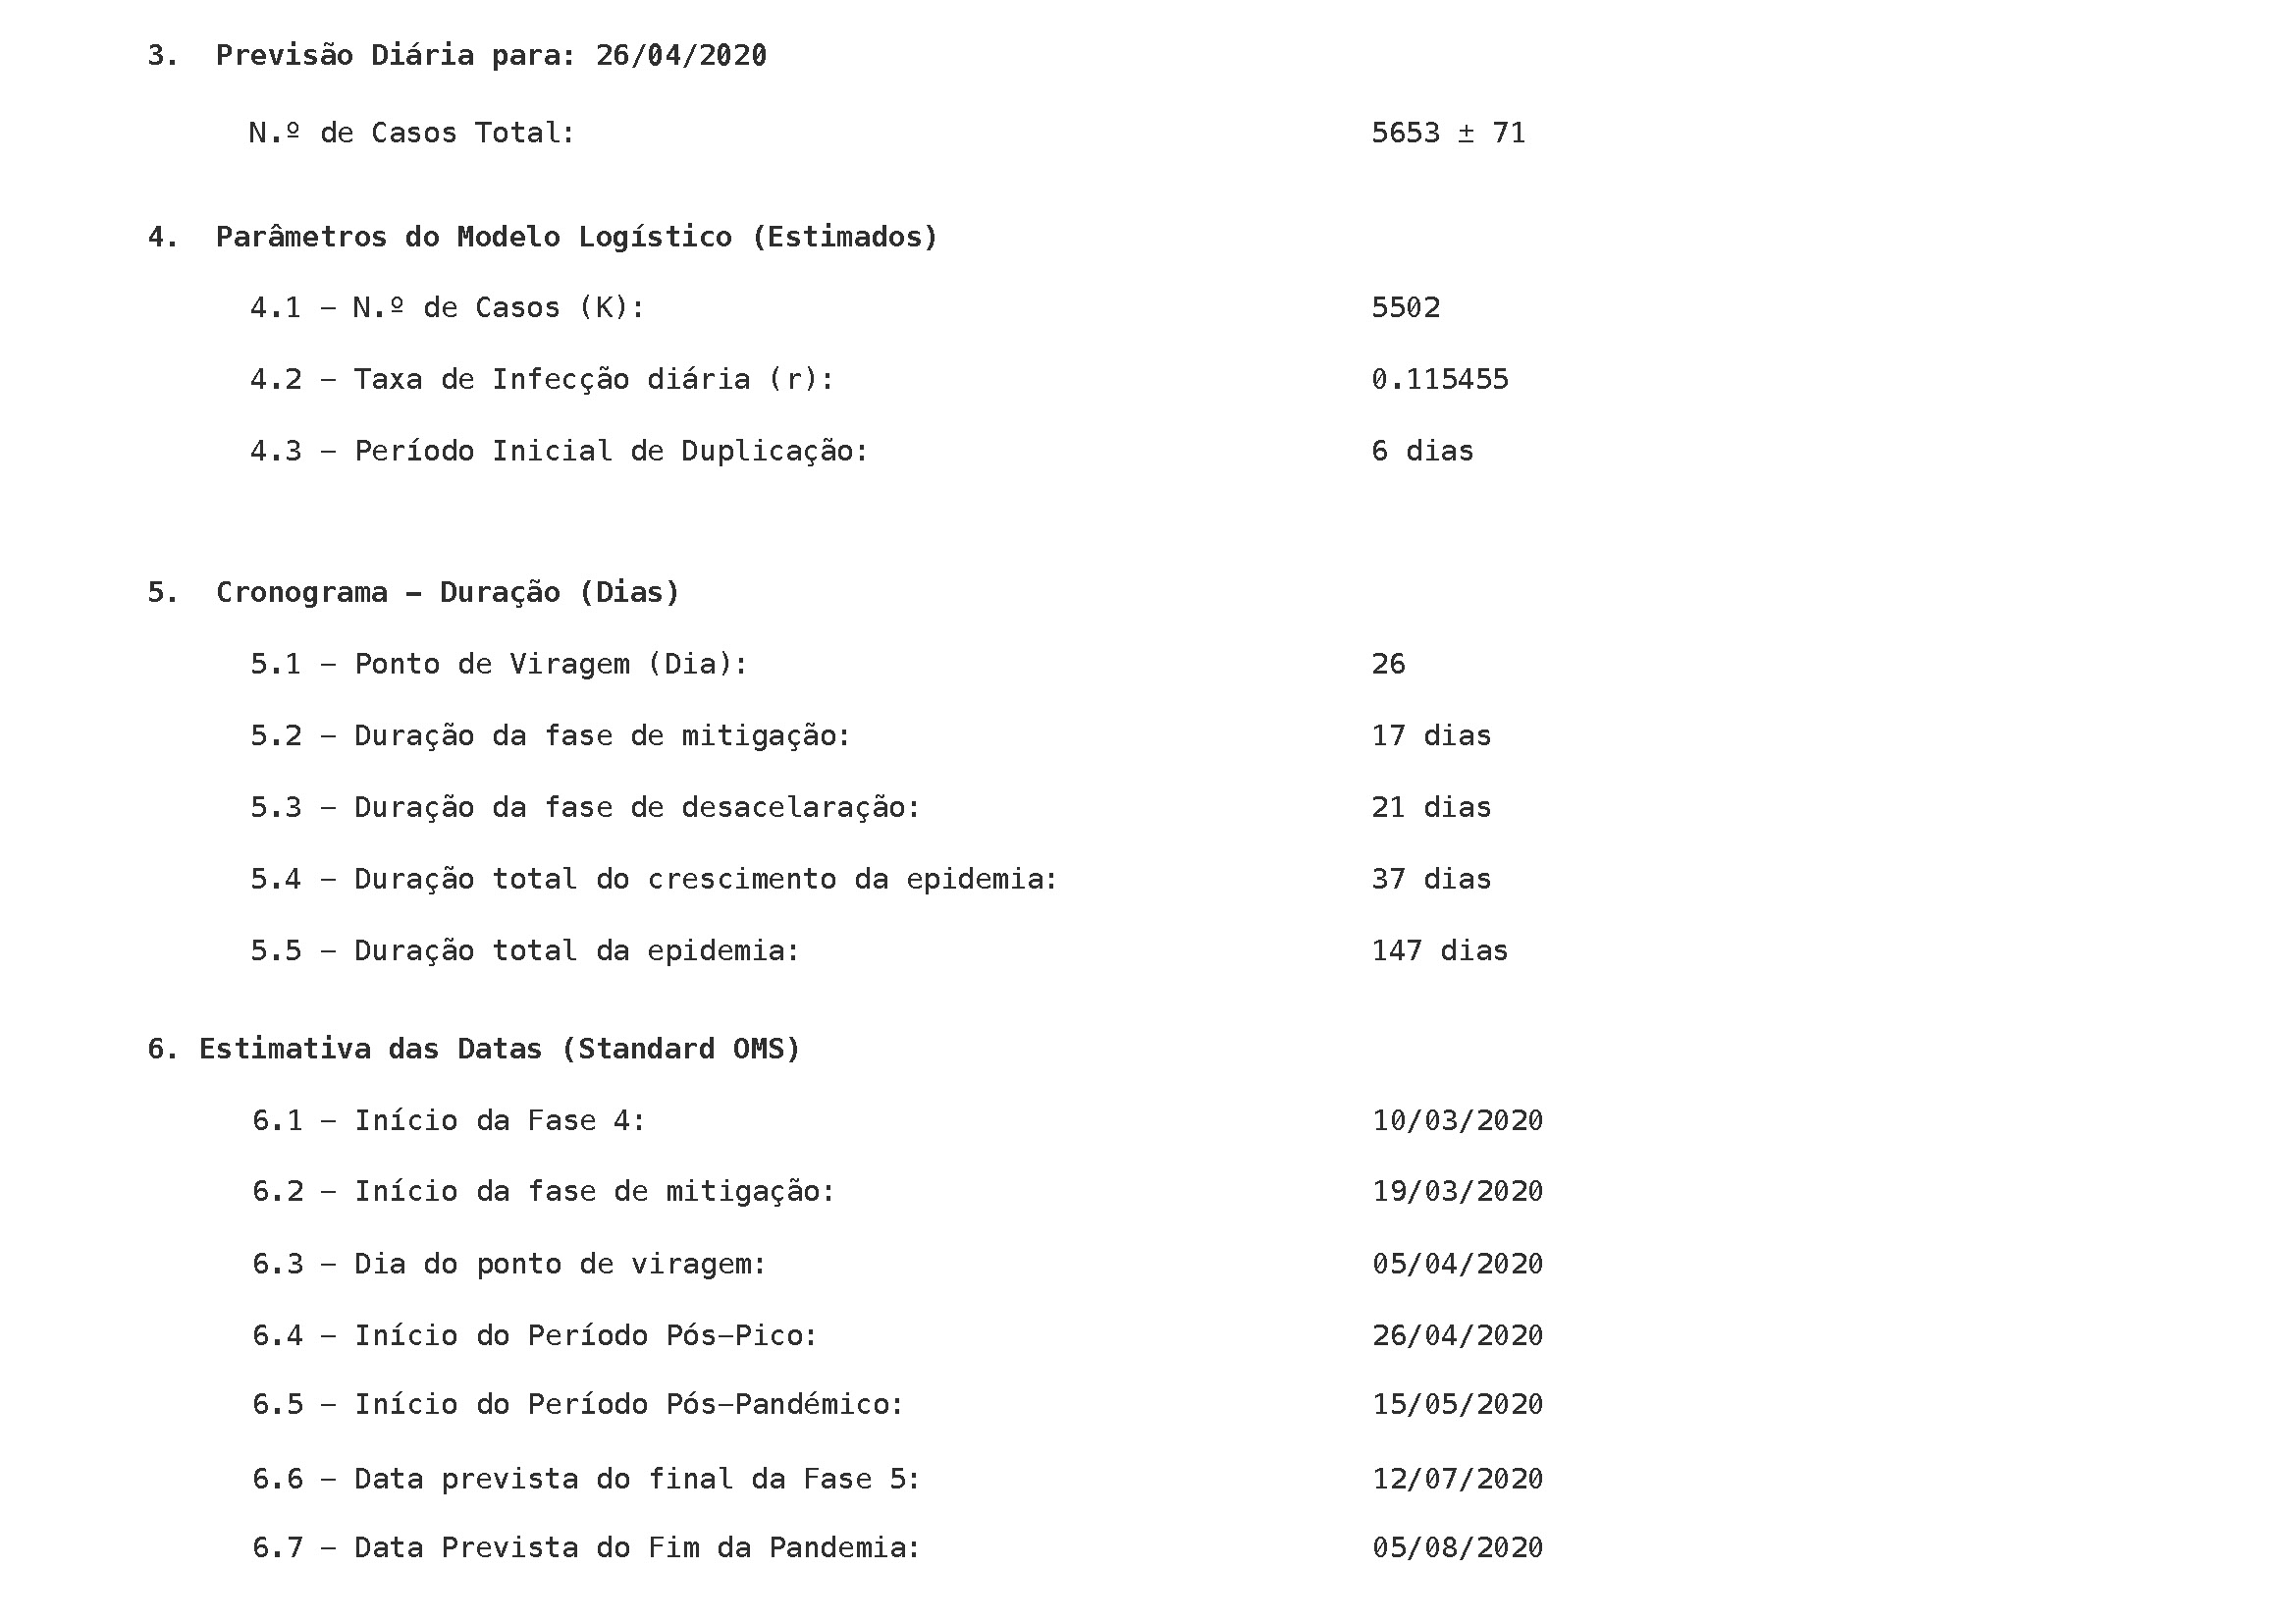 3. Previsão Diária para: 26/04/2020
N.º de Casos Total: 5653 ± 71
4. Parâmetros do Modelo Logístico (Estimados)
4.1 – N.º de Casos (K): 5502
4.2 – Taxa de Infecção diária (r): 0.115455
4.3 – Período Inicial de Duplicação: 6 dias
5. Cronograma – Duração (Dias)
5.1 – Ponto de Viragem (Dia): 26
5.2 – Duração da fase de mitigação: 17 dias
5.3 – Duração da fase de desacelaração: 21 dias
5.4 – Duração total do crescimento da epidemia: 37 dias
5.5 – Duração total da epidemia: 147 dias
6. Estimativa das Datas (Standard OMS)
6.1 – Início da Fase 4: 10/03/2020
6.2 – Início da fase de mitigação: 19/03/2020
6.3 – Dia do ponto de viragem: 05/04/2020
6.4 – Início do Período Pós–Pico: 26/04/2020
6.5 – Início do Período Pós–Pandémico: 15/05/2020
6.6 – Data prevista do final da Fase 5: 12/07/2020
6.7 – Data Prevista do Fim da Pandemia: 05/08/2020